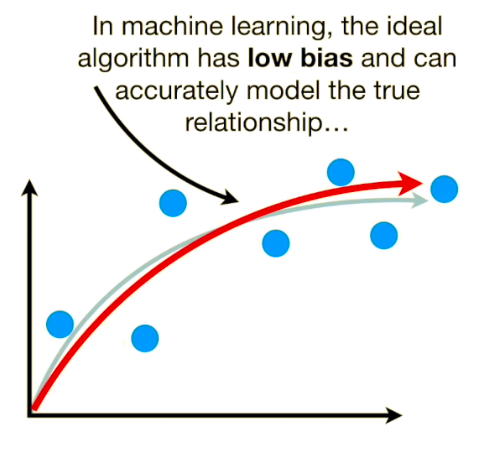 In machine learning, the ideal
algorithm has low bias and can
accurately model the true
relationship…